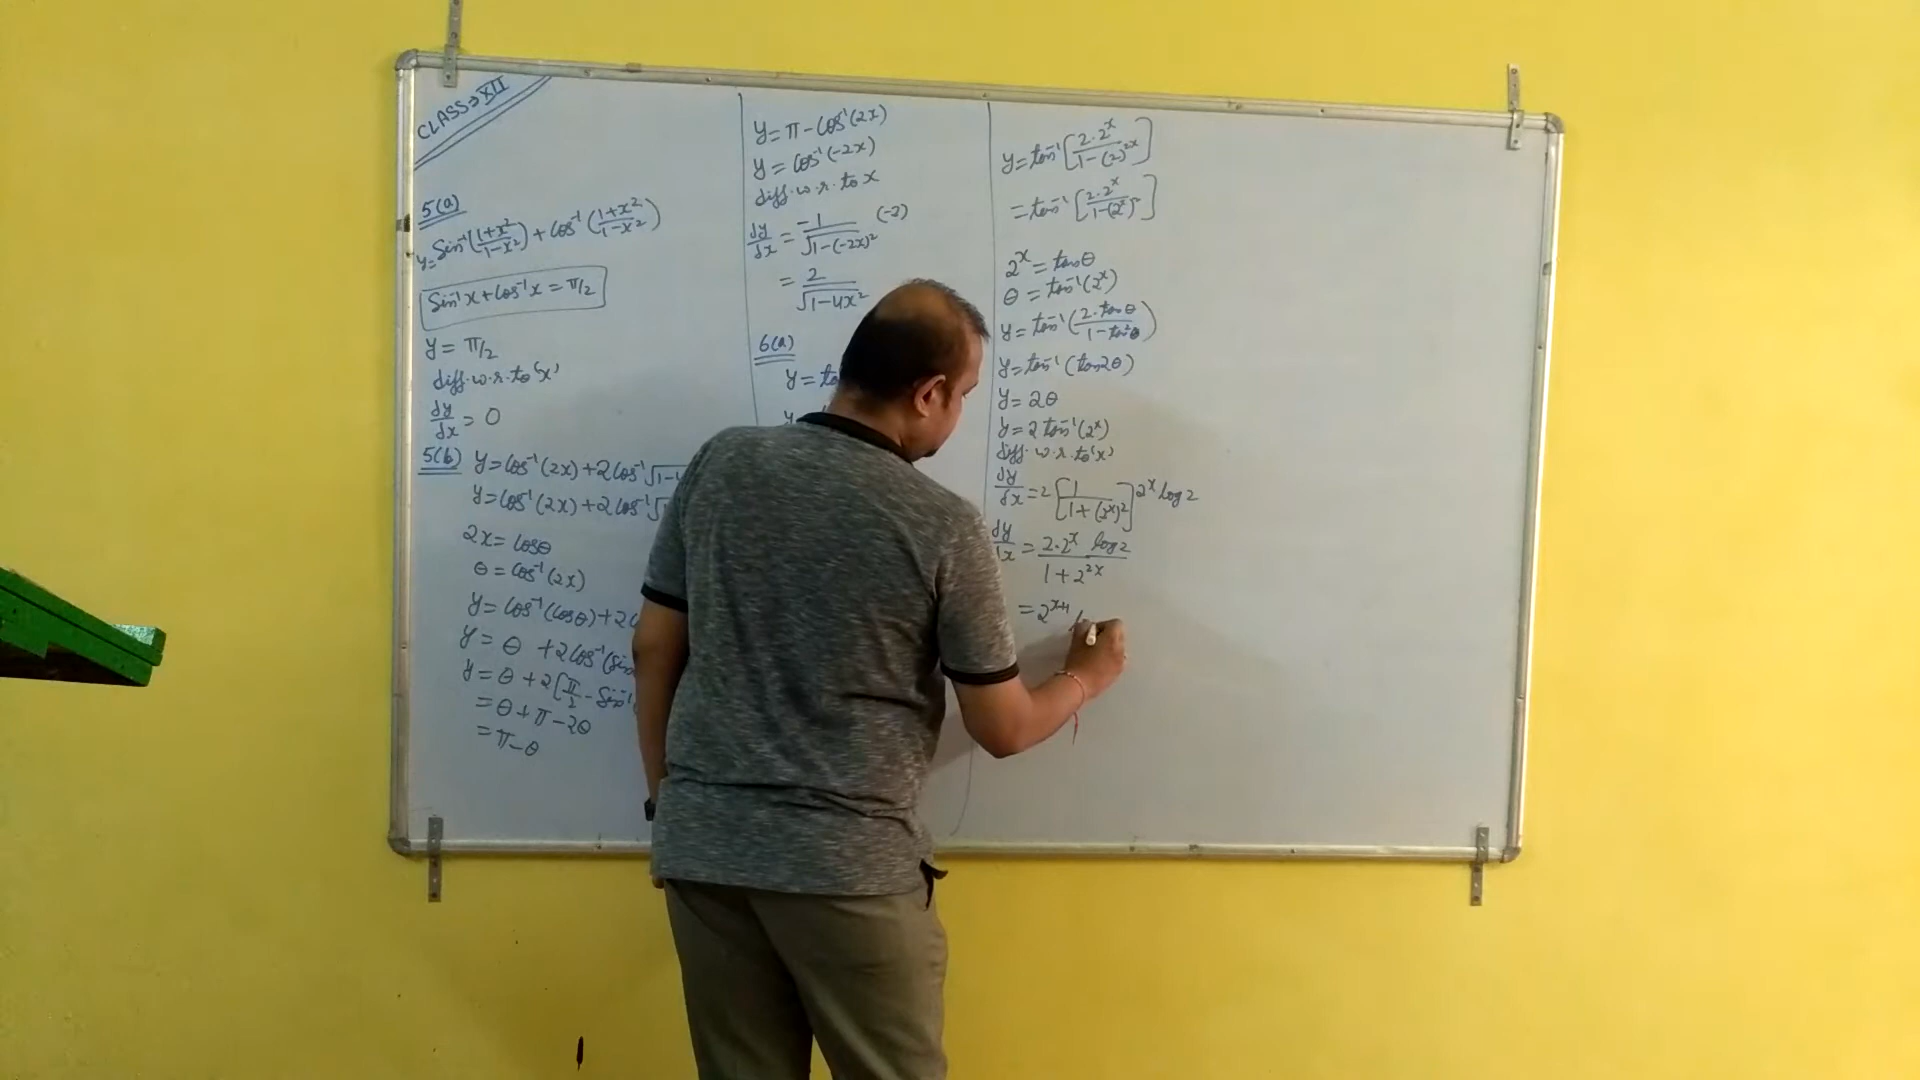 CLASS → XII
5(a)
y = Sin⁻¹((1+x²)/(1-x²)) + Cos⁻¹((1+x²)/(1-x²))
Sin⁻¹x + Cos⁻¹x = π/2
y = π/2
diff. w.r. to 'x'
dy/dx = 0
5(b) y = Cos⁻¹(2x) + 2Cos⁻¹√1-
y = Cos⁻¹(2x) + 2Cos⁻¹√
2x = Cosθ
θ = Cos⁻¹(2x)
y = Cos⁻¹(Cosθ) + 2
y = θ + 2Cos⁻¹(Sin
y = θ + 2[π/2 - Sin⁻¹
= θ + π - 2θ
= π - θ
y = π - Cos⁻¹(2x)
y = Cos⁻¹(-2x)
diff. w.r. to x
dy/dx = -1/√1-(-2x)² (-2)
= 2/√1-4x²
6(a)
y = ta
y
y = tan⁻¹[2·2ˣ/1-(2)²ˣ]
= tan⁻¹[2·2ˣ/1-(2ˣ)²]
2ˣ = tanθ
θ = tan⁻¹(2ˣ)
y = tan⁻¹(2·tanθ/1-tan²θ)
y = tan⁻¹(tan2θ)
y = 2θ
y = 2 tan⁻¹(2ˣ)
diff. w.r. to 'x'
dy/dx = 2[1/1+(2ˣ)²] 2ˣ log2
dy/dx = 2·2ˣ log2/1+2²ˣ
= 2ˣ⁺¹ l